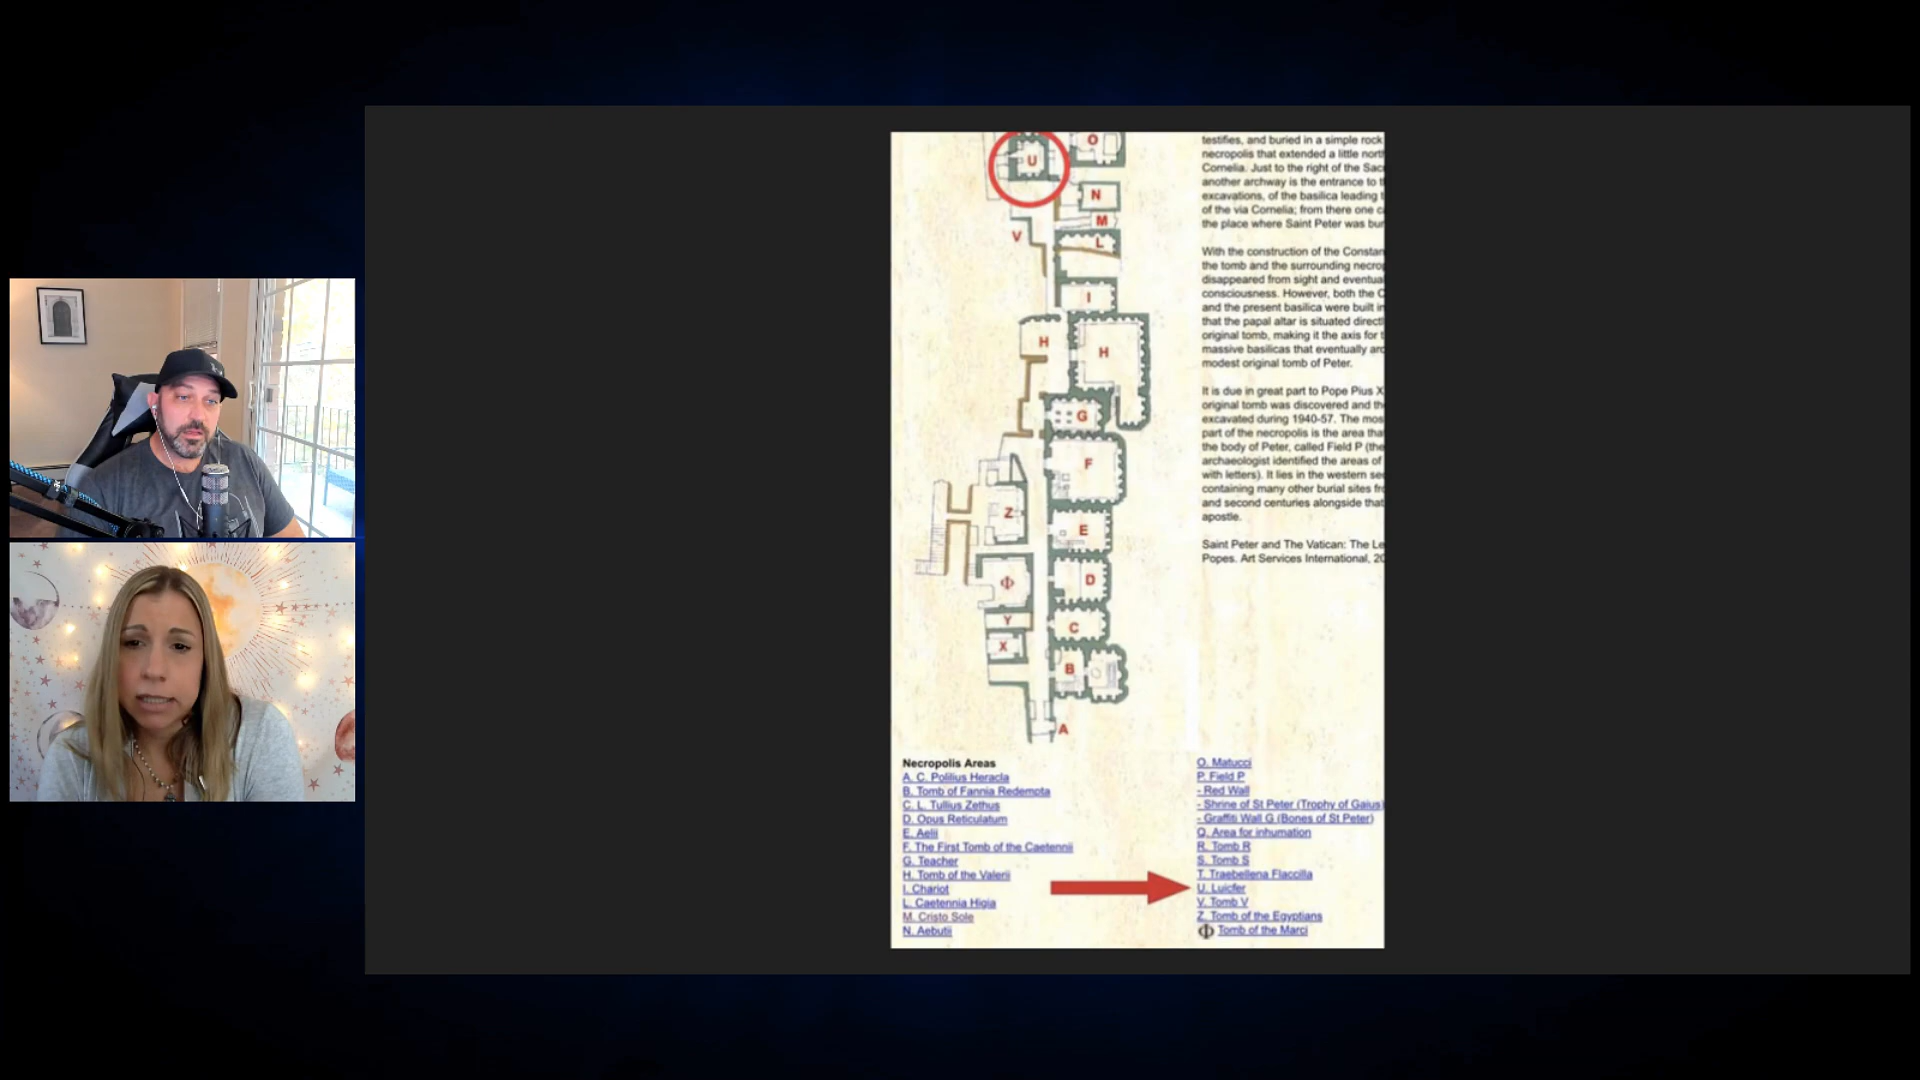 U
O
N
M
V
L
I
H
H
G
F
Z
E
Φ
D
Y
C
X
B
A
testifies, and buried in a simple rock
necropolis that extended a little nort
Cornelia. Just to the right of the Sac
another archway is the entrance to t
excavations, of the basilica leading t
of the via Cornelia; from there one c
the place where Saint Peter was bur
With the construction of the Constan
the tomb and the surrounding necrop
disappeared from sight and eventua
consciousness. However, both the C
and the present basilica were built in
that the papal altar is situated directl
original tomb, making it the axis for t
massive basilicas that eventually arc
modest original tomb of Peter.
It is due in great part to Pope Pius X
original tomb was discovered and the
excavated during 1940-57. The mos
part of the necropolis is the area that
the body of Peter, called Field P (the
archaeologist identified the areas of
with letters). It lies in the western sec
containing many other burial sites fro
and second centuries alongside that
apostle.
Saint Peter and The Vatican: The Le
Popes. Art Services International, 20
Necropolis Areas
A. C. Polilius Heracla
B. Tomb of Fannia Redempta
C. L. Tullius Zethus
D. Opus Reticulatum
E. Aelii
F. The First Tomb of the Caetennii
G. Teacher
H. Tomb of the Valerii
I. Chariot
L. Caetennia Higia
M. Cristo Sole
N. Aebutii
O. Matucci
P. Field P
- Red Wall
- Shrine of St Peter (Trophy of Gaius)
- Graffiti Wall G (Bones of St Peter)
Q. Area for inhumation
R. Tomb R
S. Tomb S
T. Traebellena Flaccilla
U. Luicfer
V. Tomb V
Z. Tomb of the Egyptians
Φ Tomb of the Marci